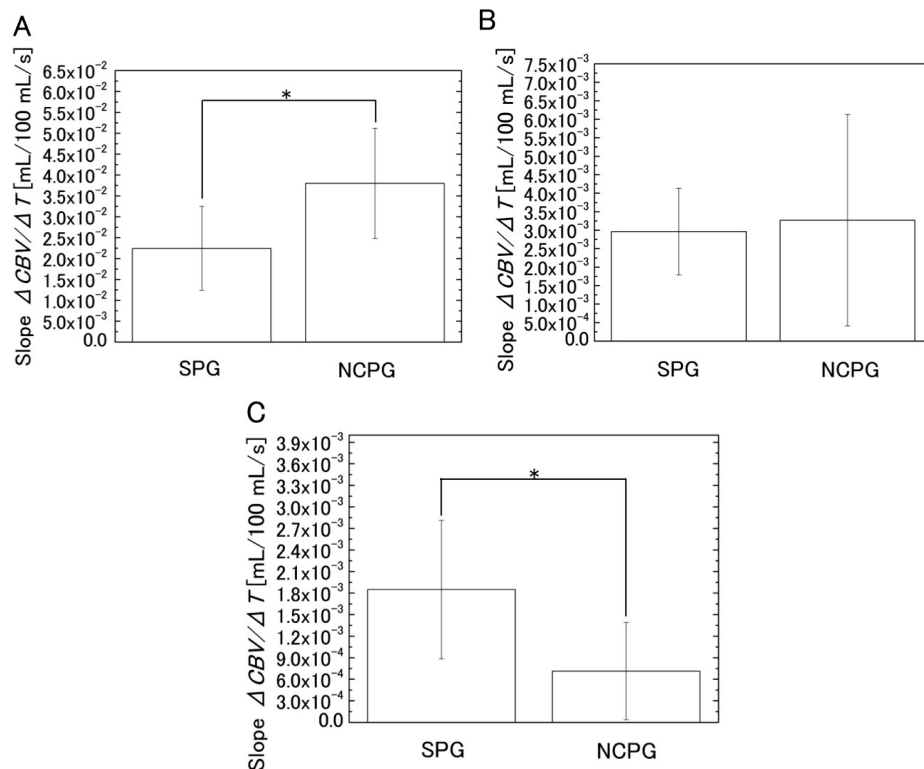 A
Slope ΔCBV/ΔT [mL/100 mL/s]
6.5x10⁻²
6.0x10⁻²
5.5x10⁻²
5.0x10⁻²
4.5x10⁻²
4.0x10⁻²
3.5x10⁻²
3.0x10⁻²
2.5x10⁻²
2.0x10⁻²
1.5x10⁻²
1.0x10⁻²
5.0x10⁻³
0.0
*
SPG NCPG
B
Slope ΔCBV/ΔT [mL/100 mL/s]
7.5x10⁻³
7.0x10⁻³
6.5x10⁻³
6.0x10⁻³
5.5x10⁻³
5.0x10⁻³
4.5x10⁻³
4.0x10⁻³
3.5x10⁻³
3.0x10⁻³
2.5x10⁻³
2.0x10⁻³
1.5x10⁻³
1.0x10⁻³
5.0x10⁻⁴
0.0
SPG NCPG
C
Slope ΔCBV/ΔT [mL/100 mL/s]
3.9x10⁻³
3.6x10⁻³
3.3x10⁻³
3.0x10⁻³
2.7x10⁻³
2.4x10⁻³
2.1x10⁻³
1.8x10⁻³
1.5x10⁻³
1.2x10⁻³
9.0x10⁻⁴
6.0x10⁻⁴
3.0x10⁻⁴
0.0
*
SPG NCPG